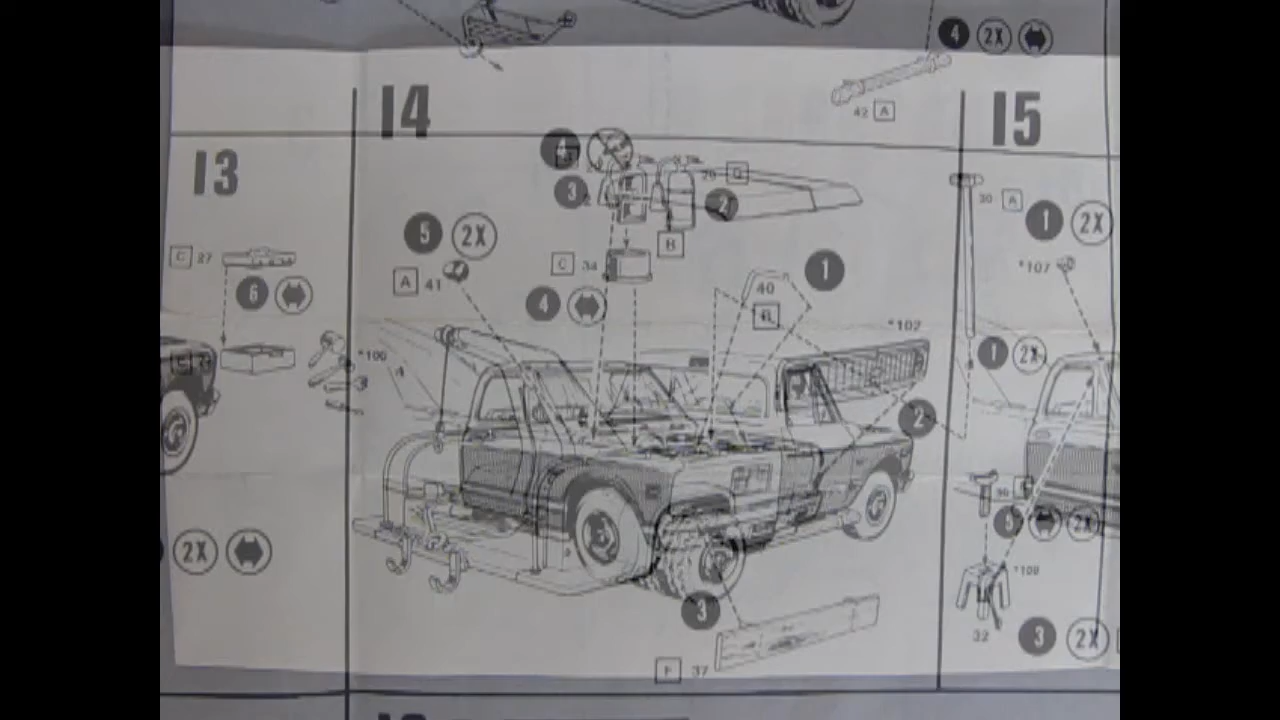 4 2X
42 A
14
15
13
4
3
29 G
2
30 A
1 2X
5 2X
B
C 27
C 34
1
*107
A 41
6
4
40
B
*102
*100
1 2X
2
2X
5 2X
*108
3
32
3 2X
F 37